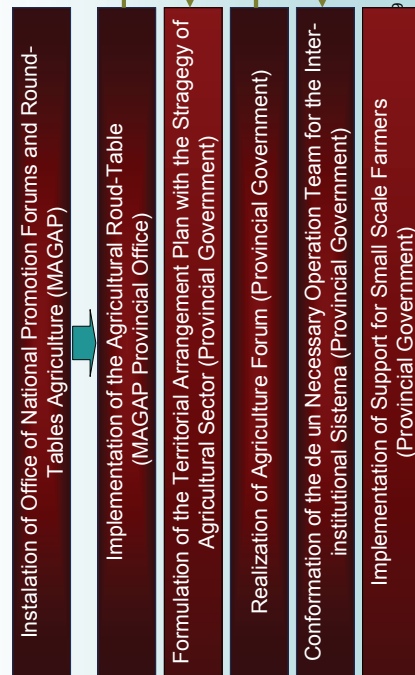 Instalation of Office of National Promotion Forums and Round-
Tables Agriculture (MAGAP)
Implementation of the Agricultural Roud-Table
(MAGAP Provincial Office)
Formulation of the Territorial Arrangement Plan with the Stragegy of
Agricultural Sector (Provincial Government)
Realization of Agriculture Forum (Provincial Government)
Conformation of the de un Necessary Operation Team for the Inter-
institutional Sistema (Provincial Government)
Implementation of Support for Small Scale Farmers
(Provincial Government)